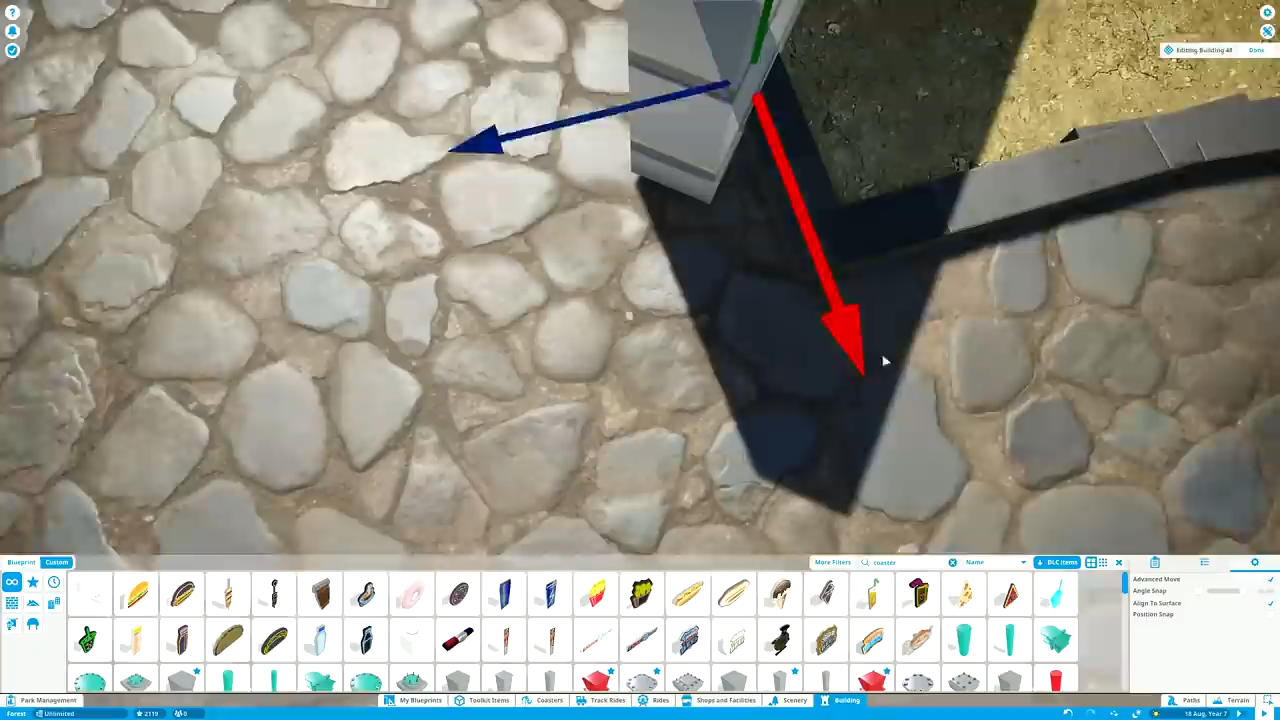 ?
Editing Building 48
Done
Blueprint
Custom
More Filters
coaster
Name
DLC Items
Advanced Move
Angle Snap
Align To Surface
Position Snap
Park Management
My Blueprints
Toolkit Items
Coasters
Track Rides
Rides
Shops and Facilities
Scenery
Building
Paths
Terrain
Forest
Unlimited
2119
0
18 Aug, Year 7